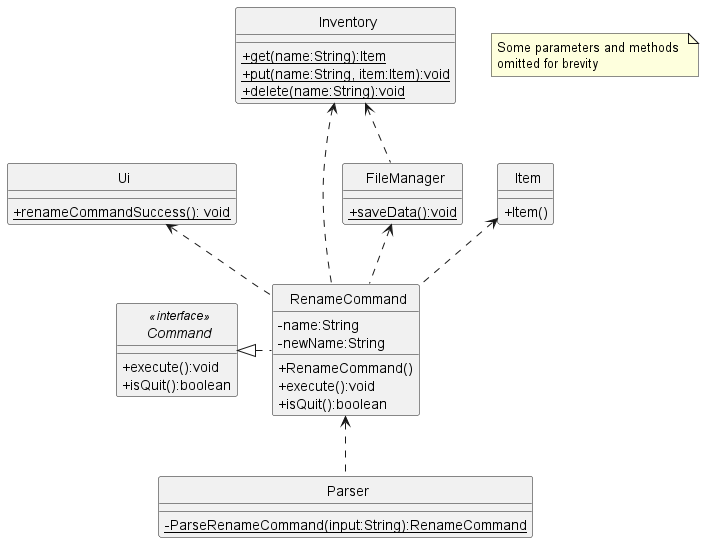 Inventory
+get(name:String):Item
+put(name:String, item:Item):void
+delete(name:String):void
Some parameters and methods
omitted for brevity
Ui
+renameCommandSuccess(): void
FileManager
+saveData():void
Item
+Item()
«interface»
Command
+execute():void
+isQuit():boolean
RenameCommand
-name:String
-newName:String
+RenameCommand()
+execute():void
+isQuit():boolean
Parser
-ParseRenameCommand(input:String):RenameCommand